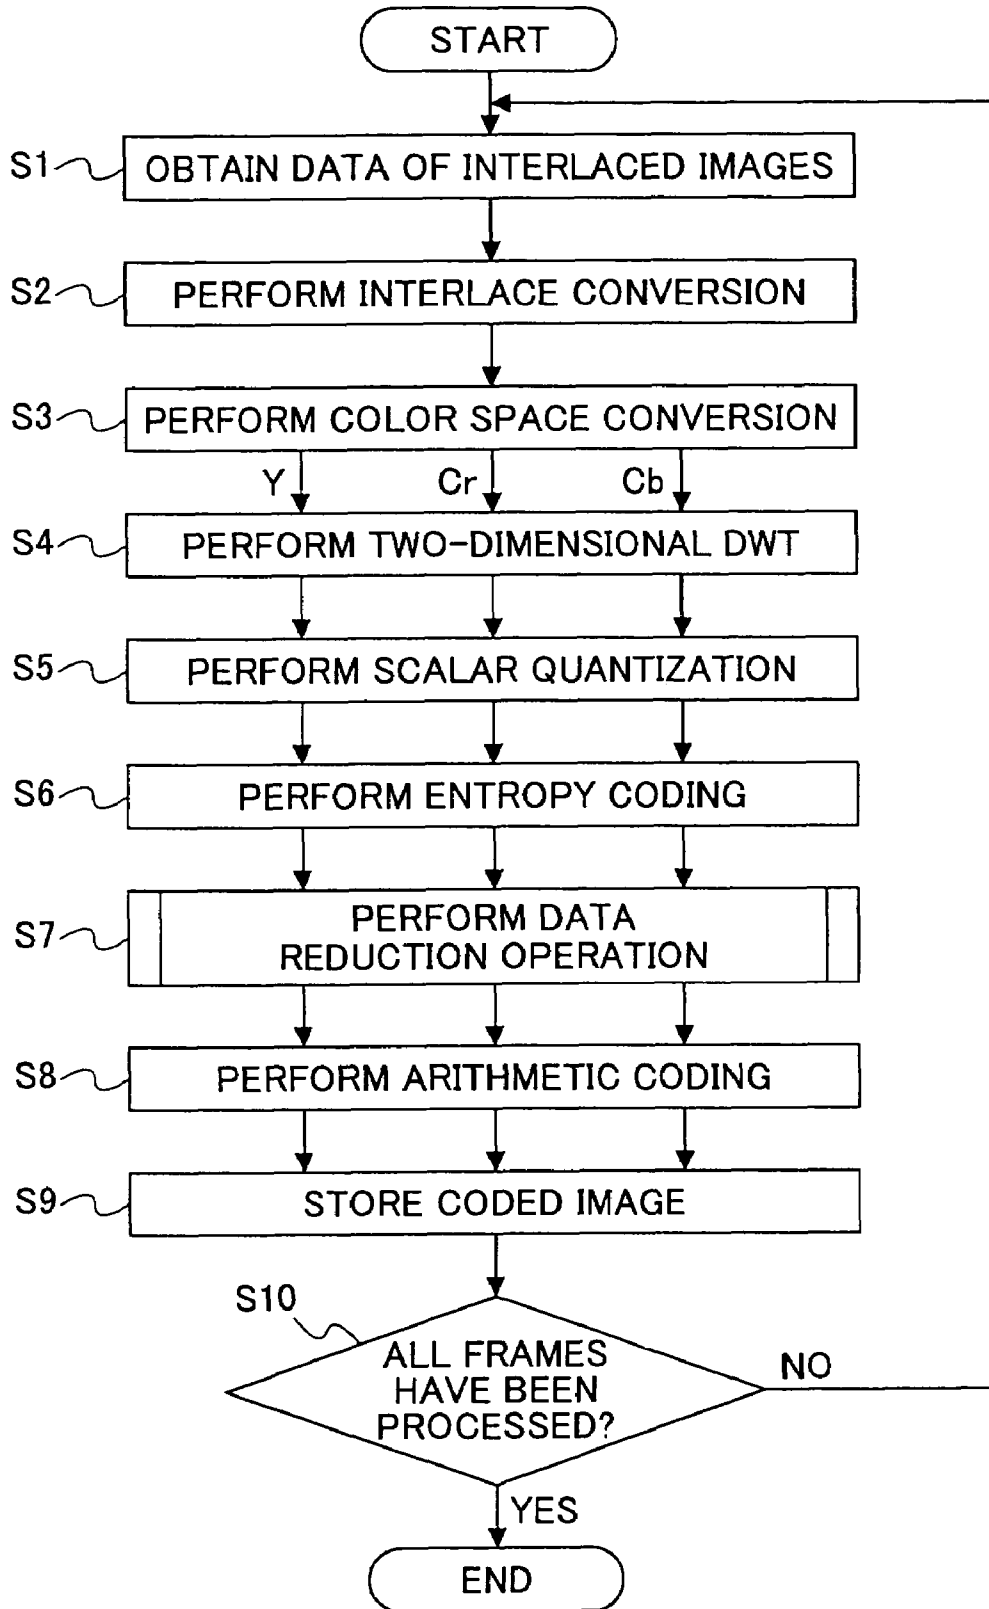 START
S1
OBTAIN DATA OF INTERLACED IMAGES
S2
PERFORM INTERLACE CONVERSION
S3
PERFORM COLOR SPACE CONVERSION
Y
Cr
Cb
S4
PERFORM TWO-DIMENSIONAL DWT
S5
PERFORM SCALAR QUANTIZATION
S6
PERFORM ENTROPY CODING
S7
PERFORM DATA
REDUCTION OPERATION
S8
PERFORM ARITHMETIC CODING
S9
STORE CODED IMAGE
S10
ALL FRAMES
HAVE BEEN
PROCESSED?
NO
YES
END